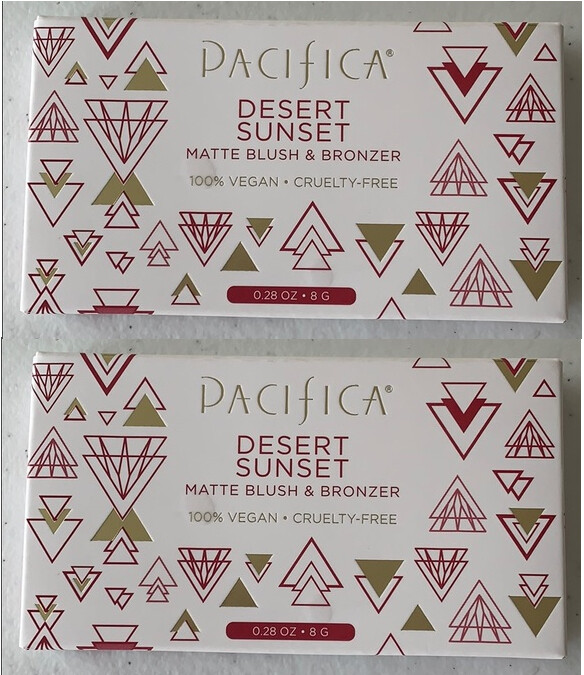 PACIFICA®
DESERT
SUNSET
MATTE BLUSH & BRONZER
100% VEGAN • CRUELTY-FREE
0.28 OZ • 8 G
PACIFICA®
DESERT
SUNSET
MATTE BLUSH & BRONZER
100% VEGAN • CRUELTY-FREE
0.28 OZ • 8 G